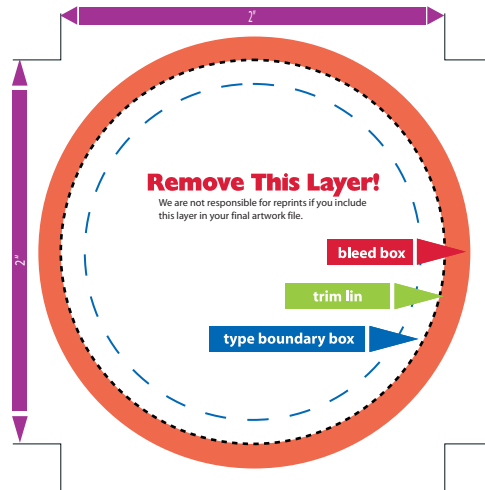 2"
2"
Remove This Layer!
We are not responsible for reprints if you include
this layer in your final artwork file.
bleed box
trim lin
type boundary box